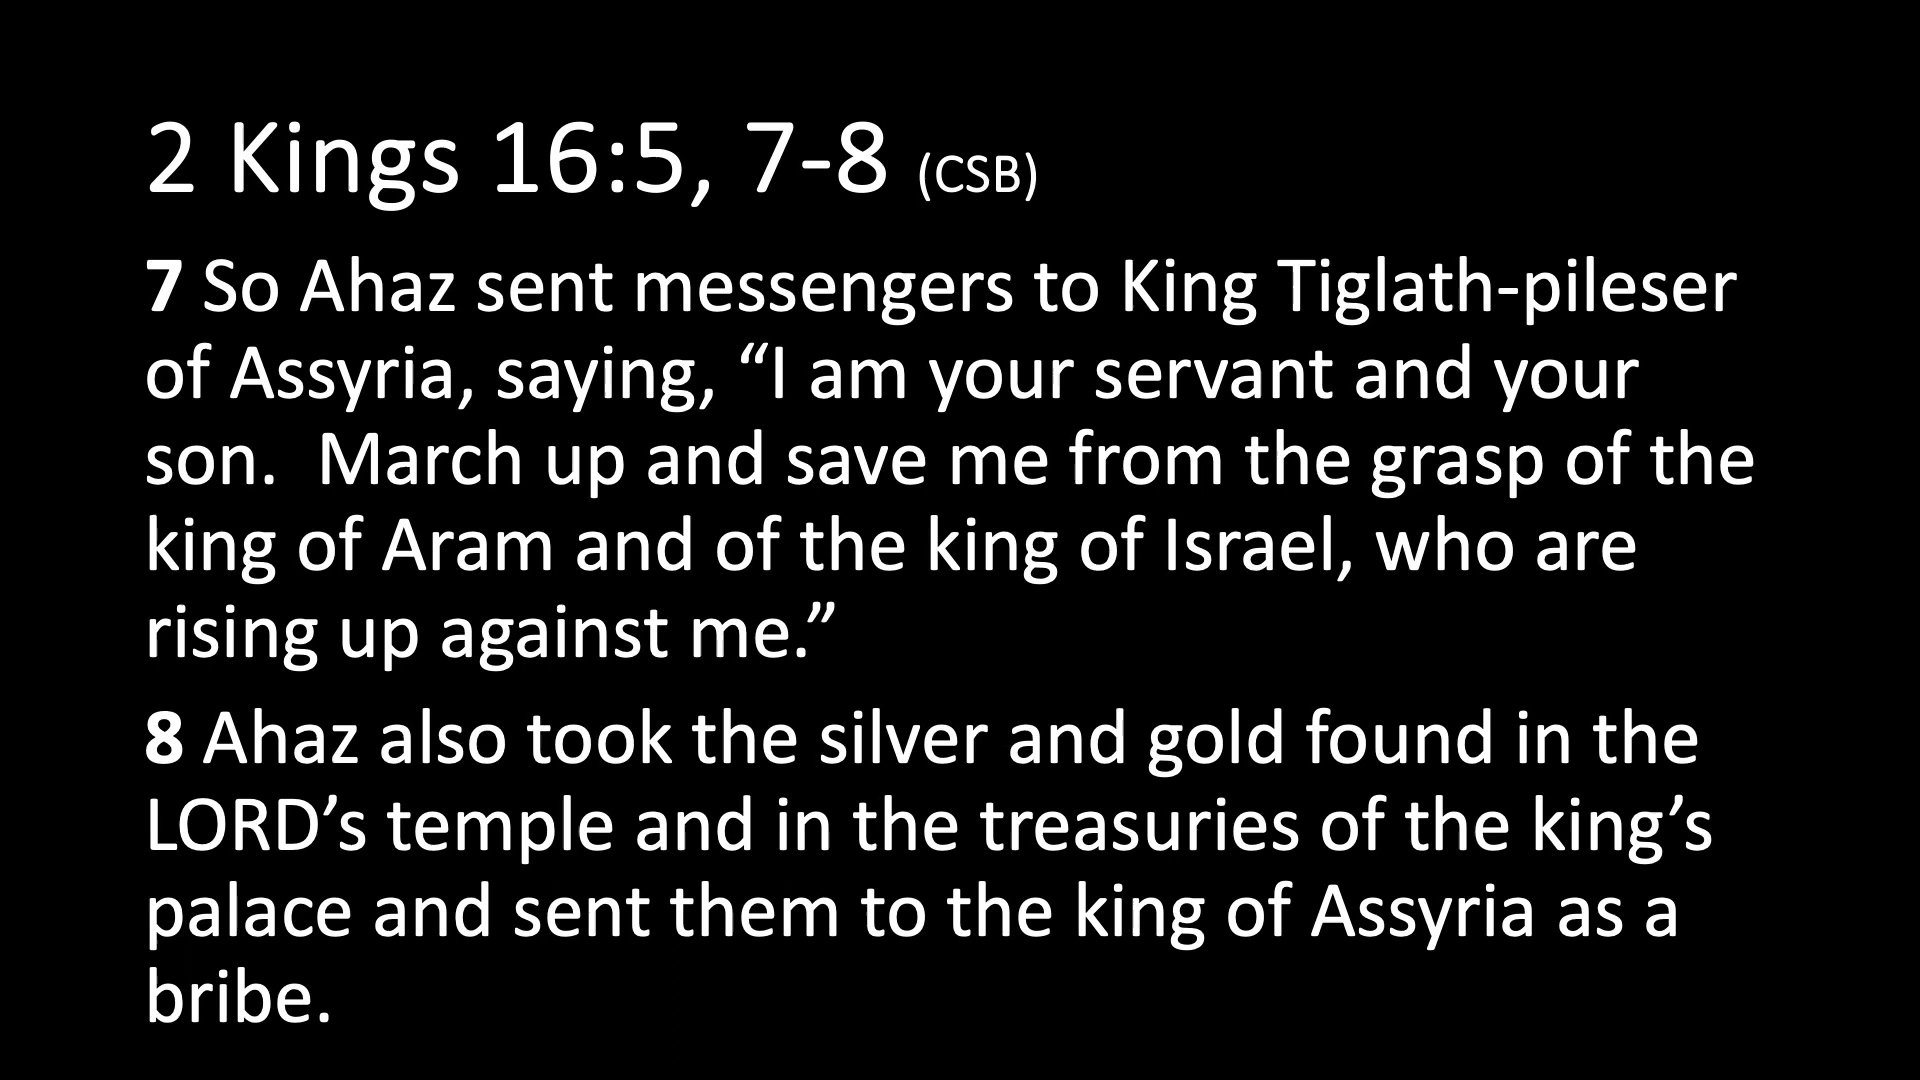 2 Kings 16:5, 7-8 (CSB)
7 So Ahaz sent messengers to King Tiglath-pileser
of Assyria, saying, “I am your servant and your
son.  March up and save me from the grasp of the
king of Aram and of the king of Israel, who are
rising up against me.”
8 Ahaz also took the silver and gold found in the
LORD’s temple and in the treasuries of the king’s
palace and sent them to the king of Assyria as a
bribe.